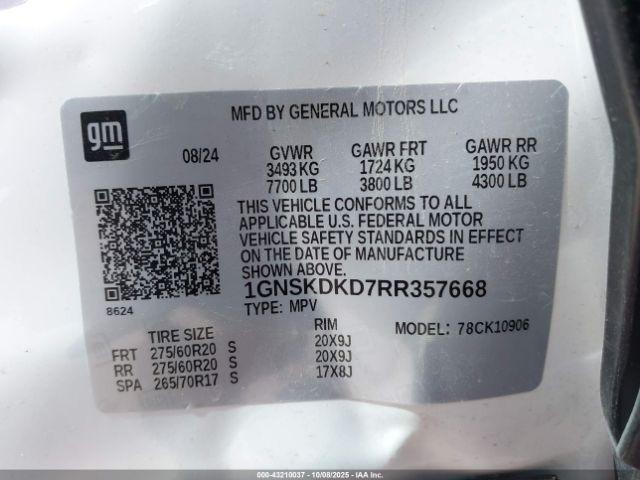 gm
MFD BY GENERAL MOTORS LLC
08/24 GVWR GAWR FRT GAWR RR
3493 KG 1724 KG 1950 KG
7700 LB 3800 LB 4300 LB
THIS VEHICLE CONFORMS TO ALL
APPLICABLE U.S. FEDERAL MOTOR
VEHICLE SAFETY STANDARDS IN EFFECT
ON THE DATE OF MANUFACTURE
SHOWN ABOVE.
1GNSKDKD7RR357668
8624
TYPE: MPV
TIRE SIZE RIM MODEL: 78CK10906
FRT 275/60R20 S 20X9J
RR 275/60R20 S 20X9J
SPA 265/70R17 S 17X8J
000-43210037 - 10/08/2025 - IAA Inc.